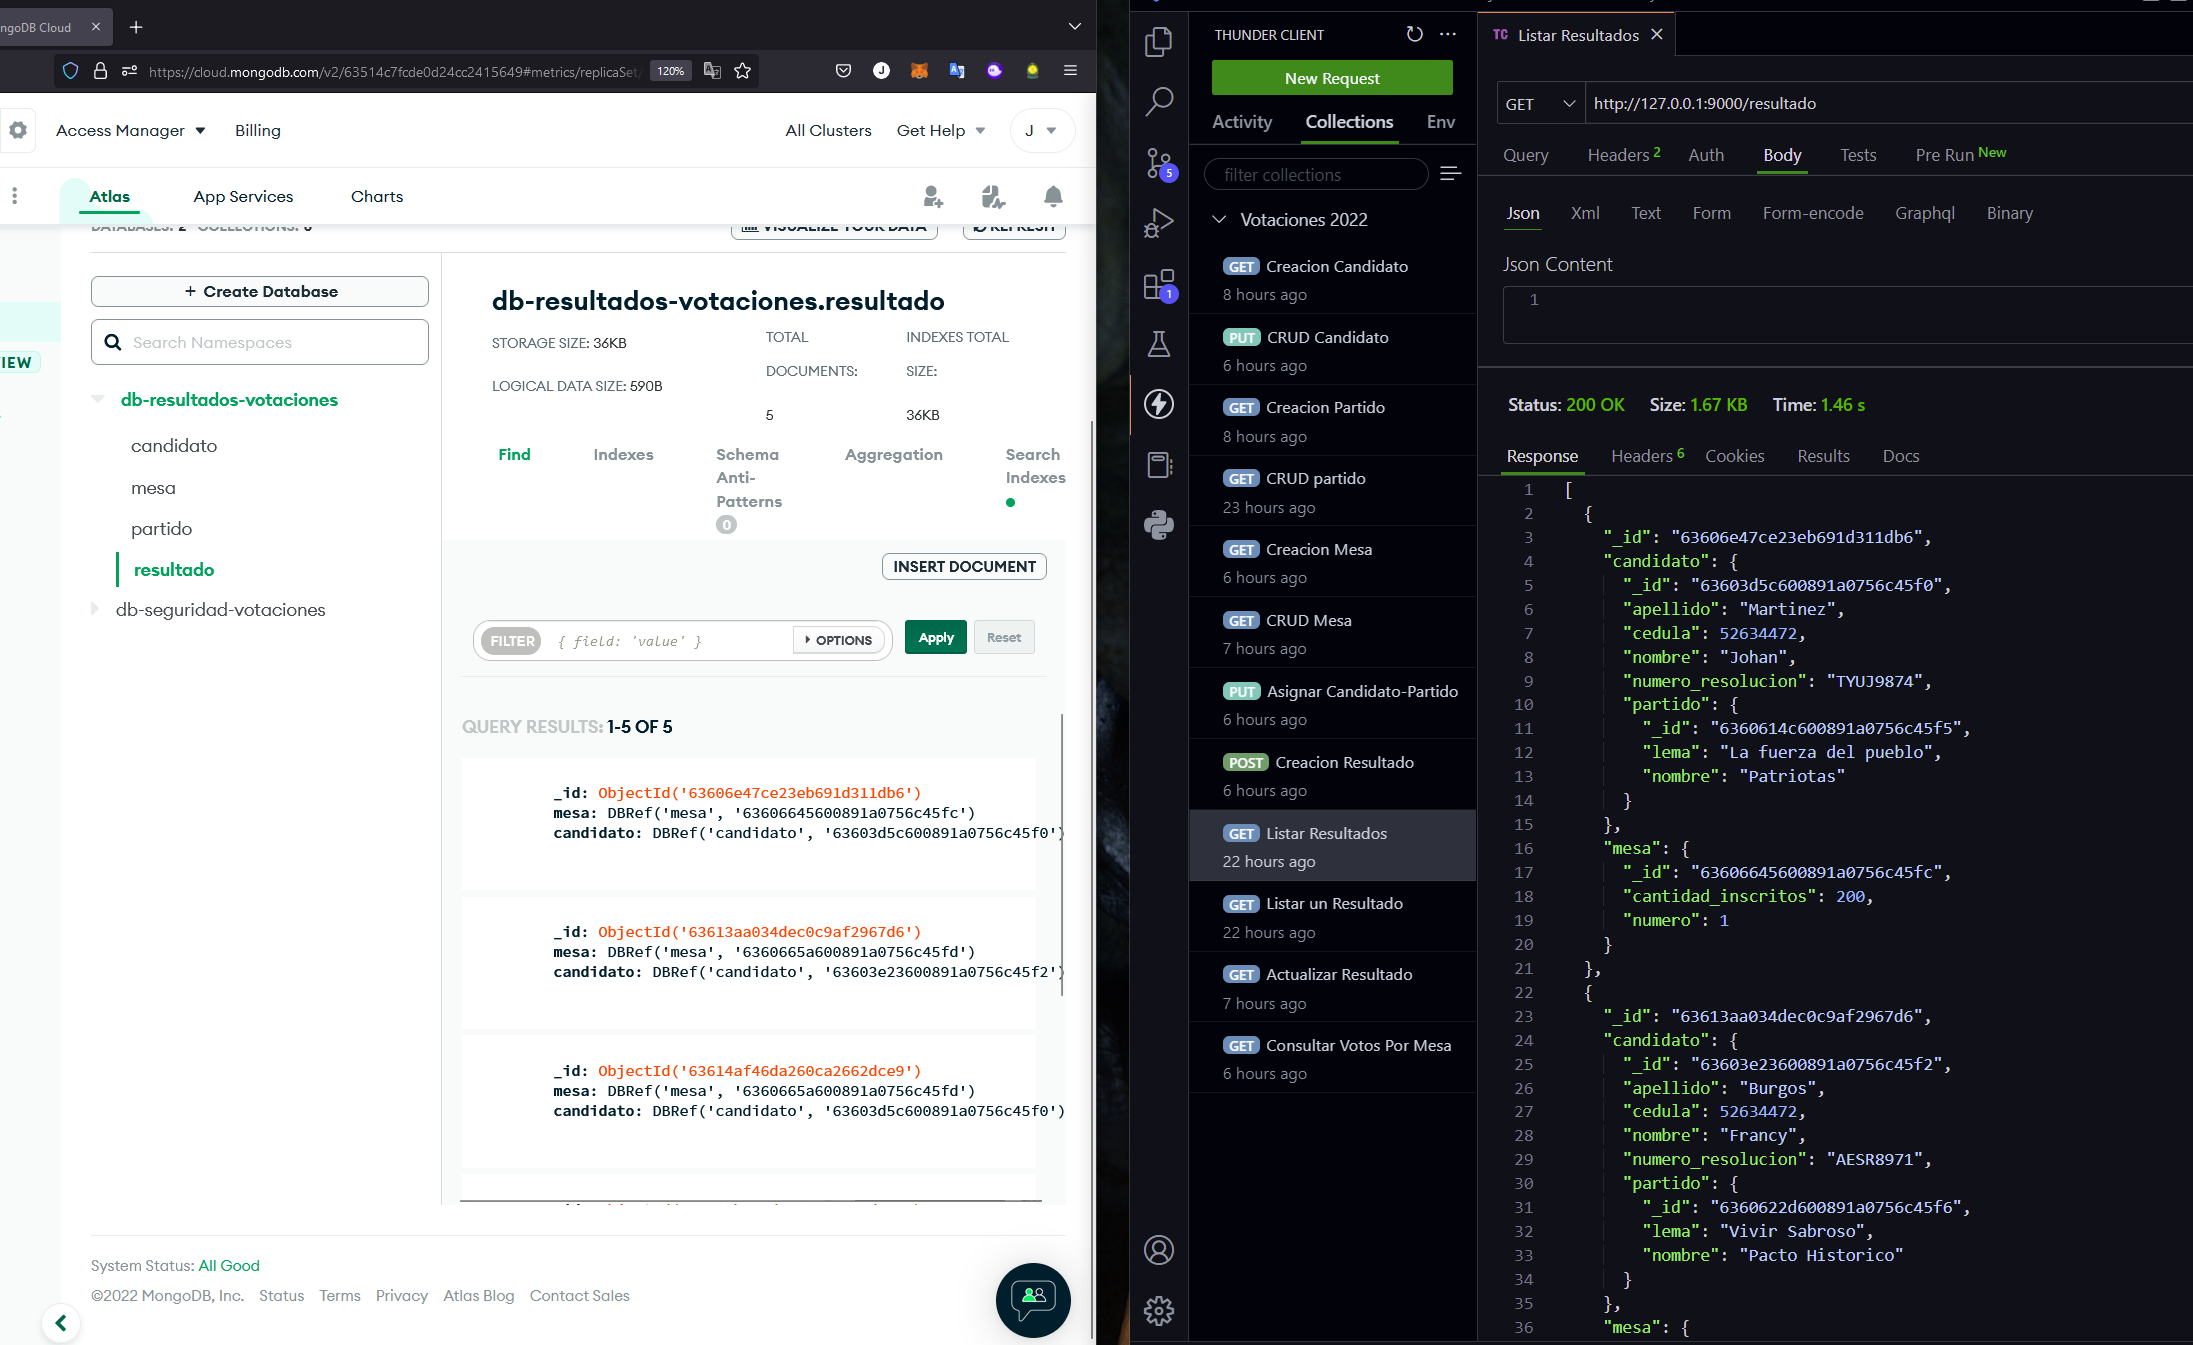 ngoDB Cloud
https://cloud.mongodb.com/v2/63514c7fcde0d24cc2415649#metrics/replicaSet/
120%
Access Manager
Billing
All Clusters
Get Help
J
Atlas
App Services
Charts
DATABASES: 2 COLLECTIONS: 6
VISUALIZE YOUR DATA
REFRESH
+ Create Database
Search Namespaces
IEW
db-resultados-votaciones
candidato
mesa
partido
resultado
db-seguridad-votaciones
db-resultados-votaciones.resultado
STORAGE SIZE: 36KB
LOGICAL DATA SIZE: 590B
TOTAL
DOCUMENTS:
5
INDEXES TOTAL
SIZE:
36KB
Find
Indexes
Schema
Anti-
Patterns
0
Aggregation
Search
Indexes
INSERT DOCUMENT
FILTER
{ field: 'value' }
OPTIONS
Apply
Reset
QUERY RESULTS: 1-5 OF 5
_id: ObjectId('63606e47ce23eb691d311db6')
mesa: DBRef('mesa', '63606645600891a0756c45fc')
candidato: DBRef('candidato', '63603d5c600891a0756c45f0')
_id: ObjectId('63613aa034dec0c9af2967d6')
mesa: DBRef('mesa', '6360665a600891a0756c45fd')
candidato: DBRef('candidato', '63603e23600891a0756c45f2')
_id: ObjectId('63614af46da260ca2662dce9')
mesa: DBRef('mesa', '6360665a600891a0756c45fd')
candidato: DBRef('candidato', '63603d5c600891a0756c45f0')
System Status: All Good
©2022 MongoDB, Inc. Status Terms Privacy Atlas Blog Contact Sales
5
1
THUNDER CLIENT
New Request
Activity
Collections
Env
filter collections
Votaciones 2022
GET Creacion Candidato
8 hours ago
PUT CRUD Candidato
6 hours ago
GET Creacion Partido
8 hours ago
GET CRUD partido
23 hours ago
GET Creacion Mesa
6 hours ago
GET CRUD Mesa
7 hours ago
PUT Asignar Candidato-Partido
6 hours ago
POST Creacion Resultado
6 hours ago
GET Listar Resultados
22 hours ago
GET Listar un Resultado
22 hours ago
GET Actualizar Resultado
7 hours ago
GET Consultar Votos Por Mesa
6 hours ago
TC Listar Resultados
GET
http://127.0.0.1:9000/resultado
Query
Headers 2
Auth
Body
Tests
Pre Run New
Json
Xml
Text
Form
Form-encode
Graphql
Binary
Json Content
1
Status: 200 OK Size: 1.67 KB Time: 1.46 s
Response
Headers 6
Cookies
Results
Docs
1 [
2 {
3 "_id": "63606e47ce23eb691d311db6",
4 "candidato": {
5 "_id": "63603d5c600891a0756c45f0",
6 "apellido": "Martinez",
7 "cedula": 52634472,
8 "nombre": "Johan",
9 "numero_resolucion": "TYUJ9874",
10 "partido": {
11 "_id": "6360614c600891a0756c45f5",
12 "lema": "La fuerza del pueblo",
13 "nombre": "Patriotas"
14 }
15 },
16 "mesa": {
17 "_id": "63606645600891a0756c45fc",
18 "cantidad_inscritos": 200,
19 "numero": 1
20 }
21 },
22 {
23 "_id": "63613aa034dec0c9af2967d6",
24 "candidato": {
25 "_id": "63603e23600891a0756c45f2",
26 "apellido": "Burgos",
27 "cedula": 52634472,
28 "nombre": "Francy",
29 "numero_resolucion": "AESR8971",
30 "partido": {
31 "_id": "6360622d600891a0756c45f6",
32 "lema": "Vivir Sabroso",
33 "nombre": "Pacto Historico"
34 }
35 },
36 "mesa": {